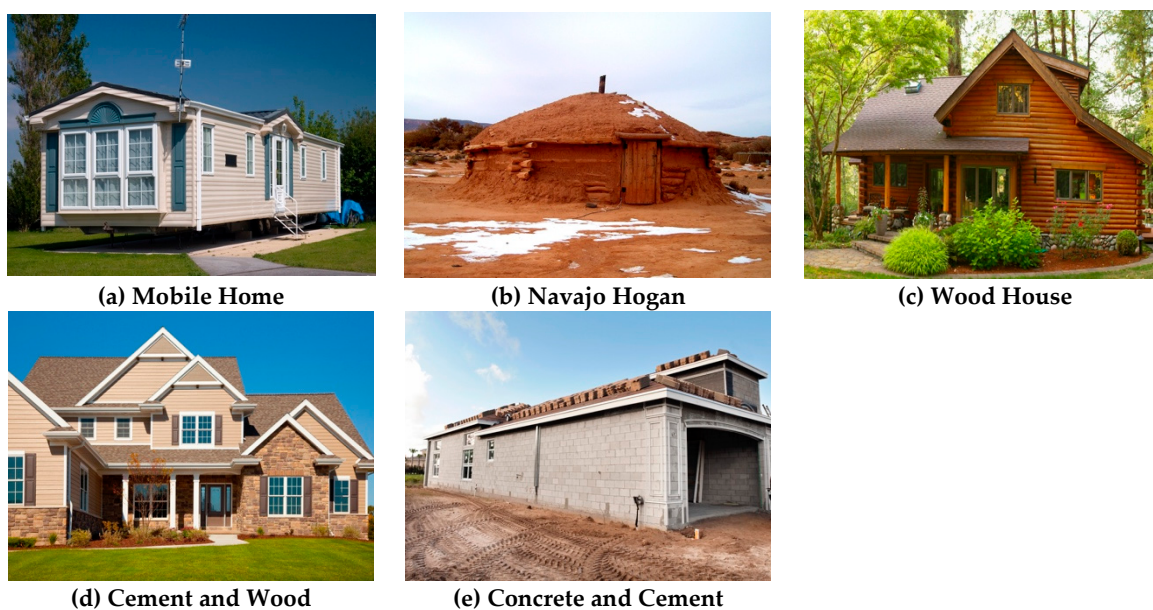 (a) Mobile Home
(b) Navajo Hogan
(c) Wood House
(d) Cement and Wood
(e) Concrete and Cement